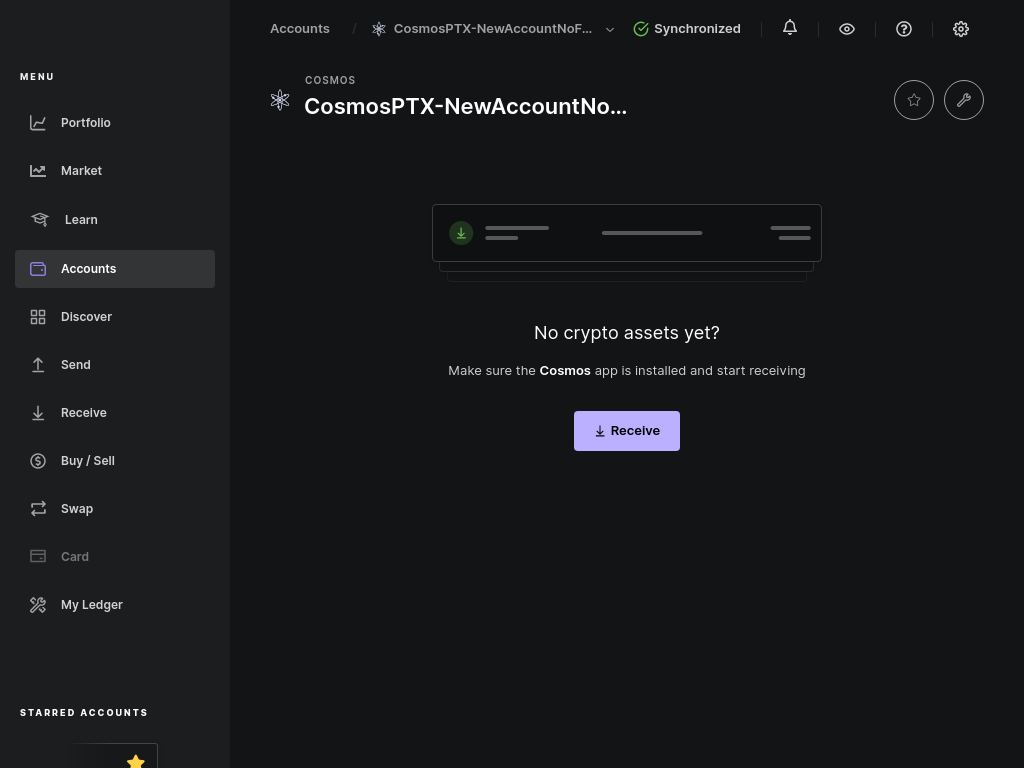 Accounts / CosmosPTX-NewAccountNoF... Synchronized
MENU
COSMOS
CosmosPTX-NewAccountNo...
Portfolio
Market
Learn
Accounts
Discover
Send
Receive
Buy / Sell
Swap
Card
My Ledger
No crypto assets yet?
Make sure the Cosmos app is installed and start receiving
Receive
STARRED ACCOUNTS